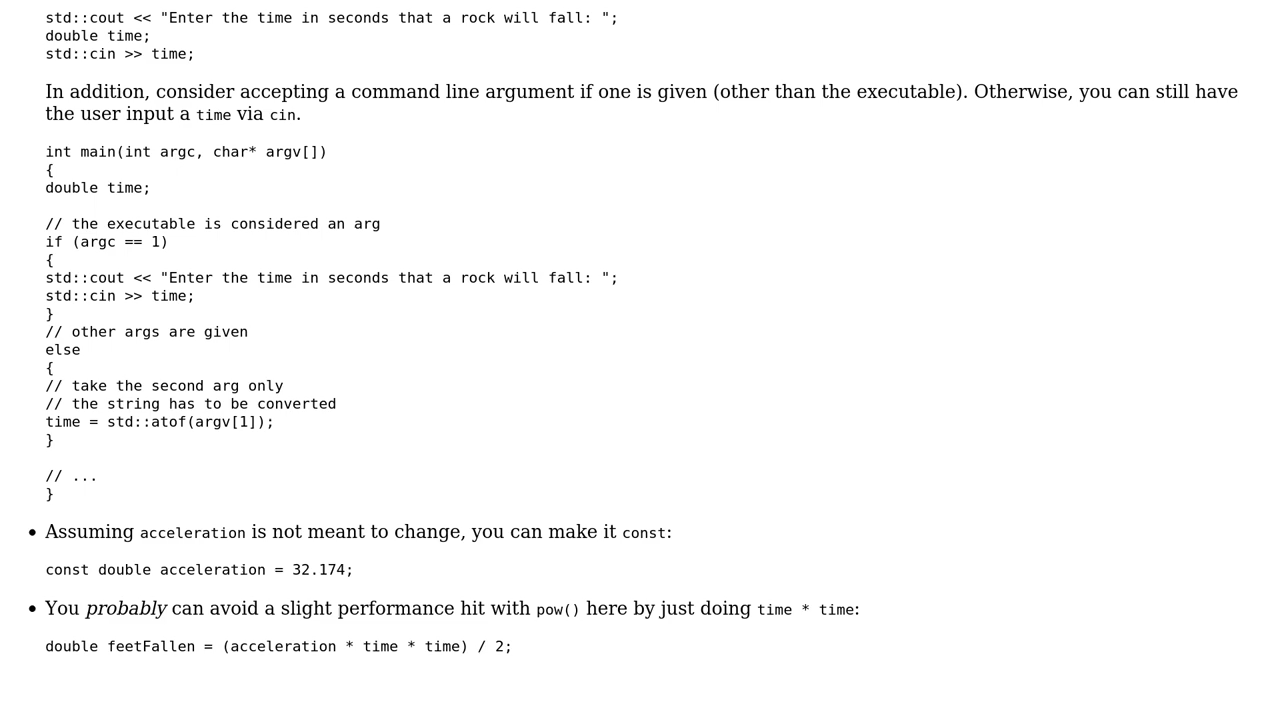 std::cout << "Enter the time in seconds that a rock will fall: ";
double time;
std::cin >> time;
In addition, consider accepting a command line argument if one is given (other than the executable). Otherwise, you can still have
the user input a time via cin.
int main(int argc, char* argv[])
{
double time;
// the executable is considered an arg
if (argc == 1)
{
std::cout << "Enter the time in seconds that a rock will fall: ";
std::cin >> time;
}
// other args are given
else
{
// take the second arg only
// the string has to be converted
time = std::atof(argv[1]);
}
// ...
}
• Assuming acceleration is not meant to change, you can make it const:
const double acceleration = 32.174;
• You probably can avoid a slight performance hit with pow() here by just doing time * time:
double feetFallen = (acceleration * time * time) / 2;